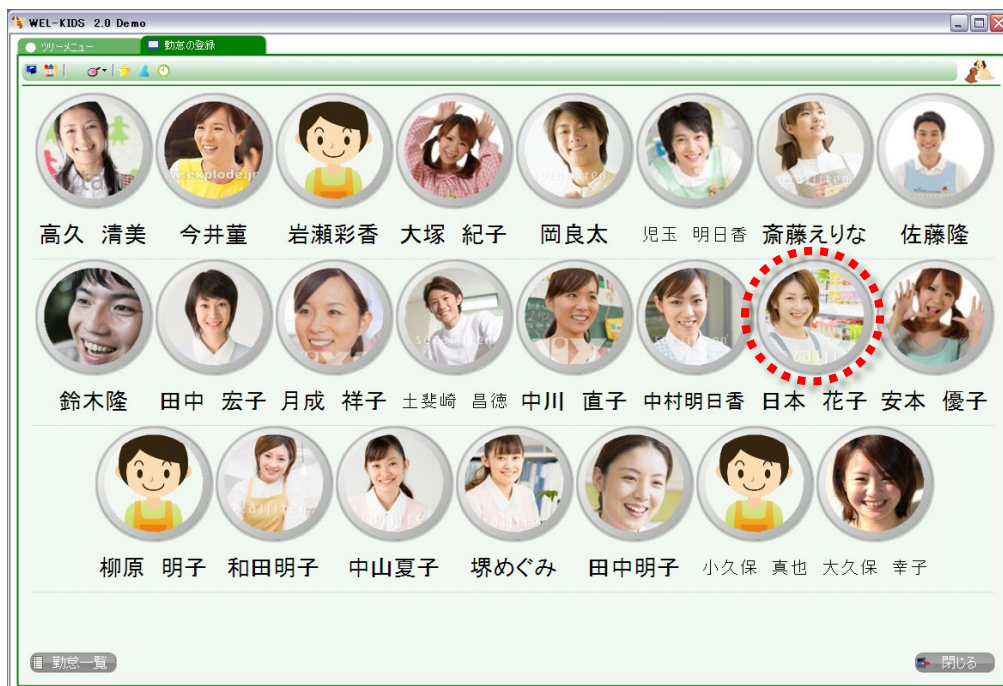 WEL-KIDS 2.0 Demo
ツリーメニュー 勤怠の登録
高久 清美 今井菫 岩瀬彩香 大塚 紀子 岡良太 児玉 明日香 斎藤えりな 佐藤隆
鈴木隆 田中 宏子 月成 祥子 土斐崎 昌徳 中川 直子 中村明日香 日本 花子 安本 優子
柳原 明子 和田明子 中山夏子 堺めぐみ 田中明子 小久保 真也 大久保 幸子
勤怠一覧 閉じる